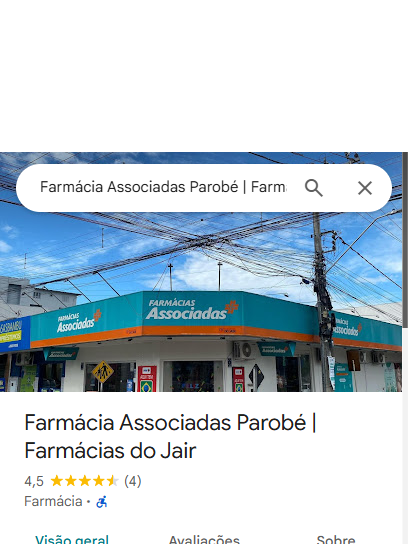 Farmácia Associadas Parobé | Farm
FARMÁCIAS
Associadas
FARMÁCIAS
Associadas
Associadas
Farmácia Associadas Parobé |
Farmácias do Jair
4,5 (4)
Farmácia ·
Visão geral Avaliações Sobre